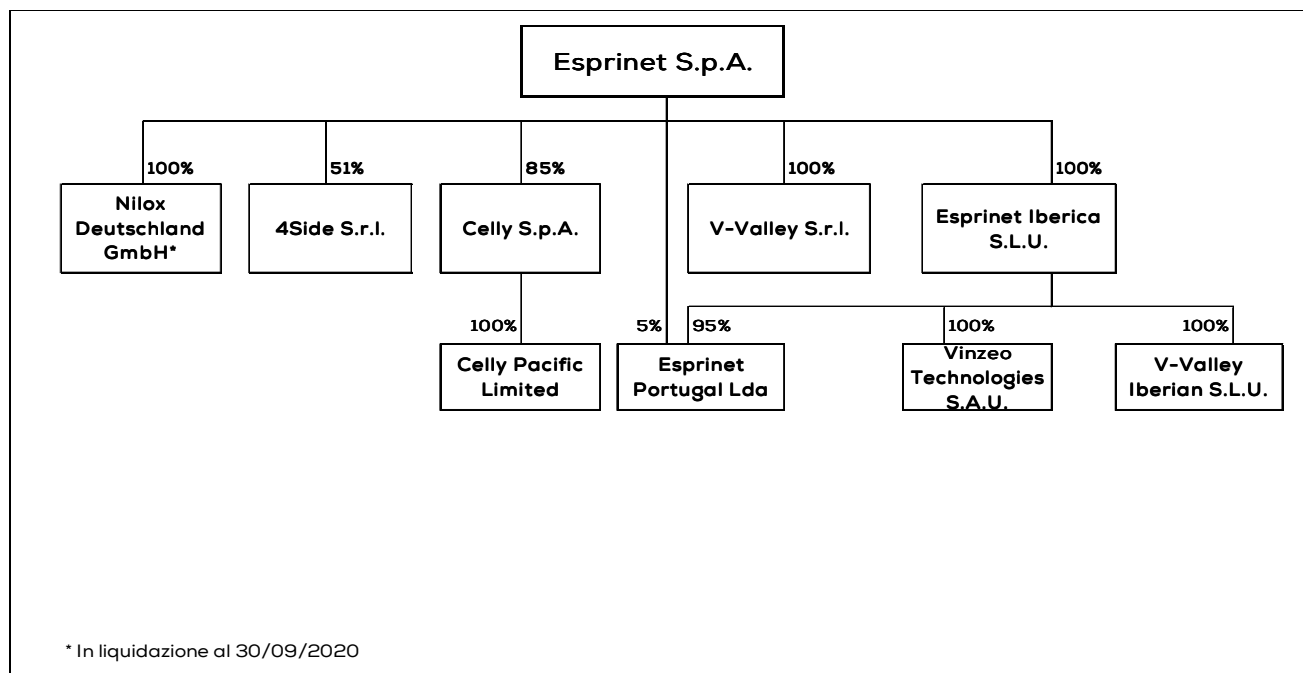 Esprinet S.p.A.
100%
51%
85%
100%
100%
Nilox
Deutschland
GmbH*
4Side S.r.l.
Celly S.p.A.
V-Valley S.r.l.
Esprinet Iberica
S.L.U.
100%
5%
95%
100%
100%
Celly Pacific
Limited
Esprinet
Portugal Lda
Vinzeo
Technologies
S.A.U.
V-Valley
Iberian S.L.U.
* In liquidazione al 30/09/2020